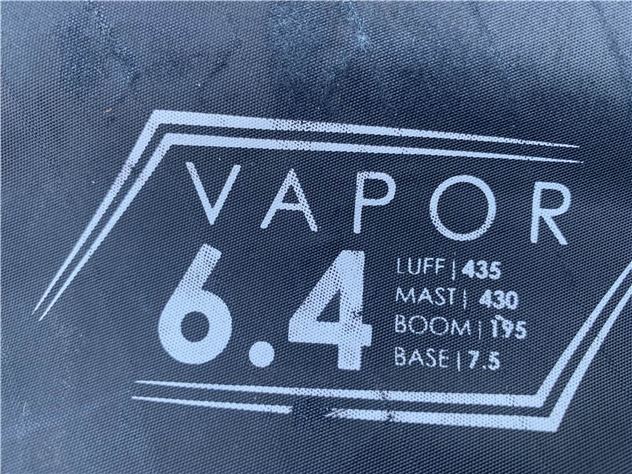 VAPOR
6.4
LUFF | 435
MAST | 430
BOOM | 195
BASE | 7.5